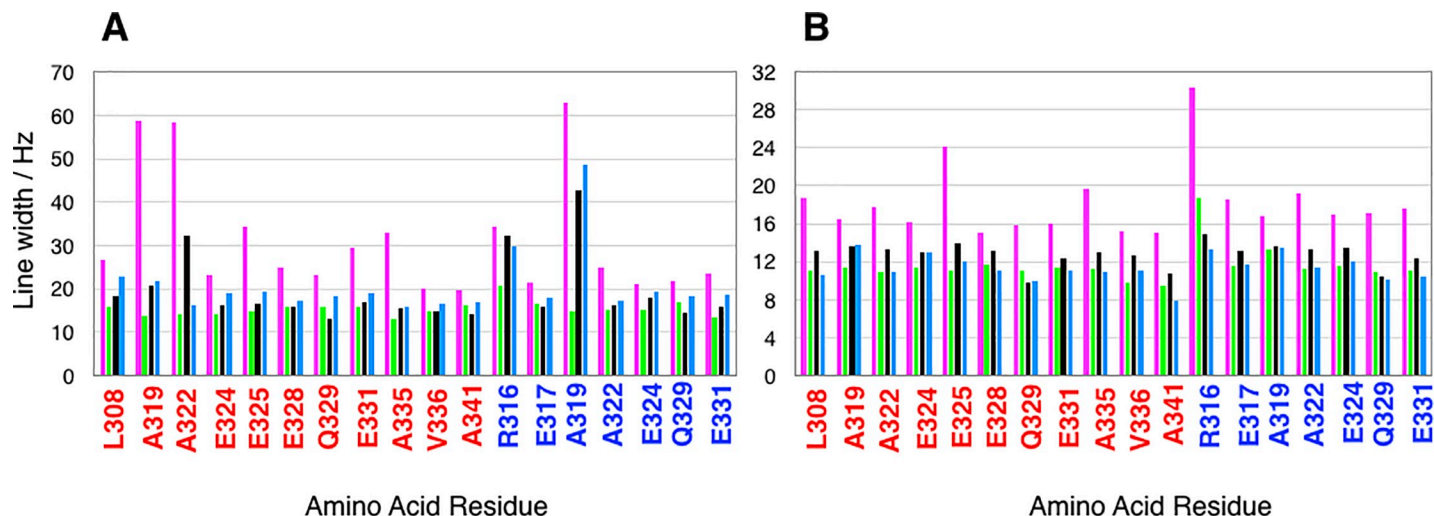 A B
70 32
60 28
50 24
40 20
30 16
20 12
10 8
0 4
0
Line width / Hz
L308 A319 A322 E324 E325 E328 Q329 E331 A335 V336 A341 R316 E317 A319 A322 E324 Q329 E331
L308 A319 A322 E324 E325 E328 Q329 E331 A335 V336 A341 R316 E317 A319 A322 E324 Q329 E331
Amino Acid Residue Amino Acid Residue